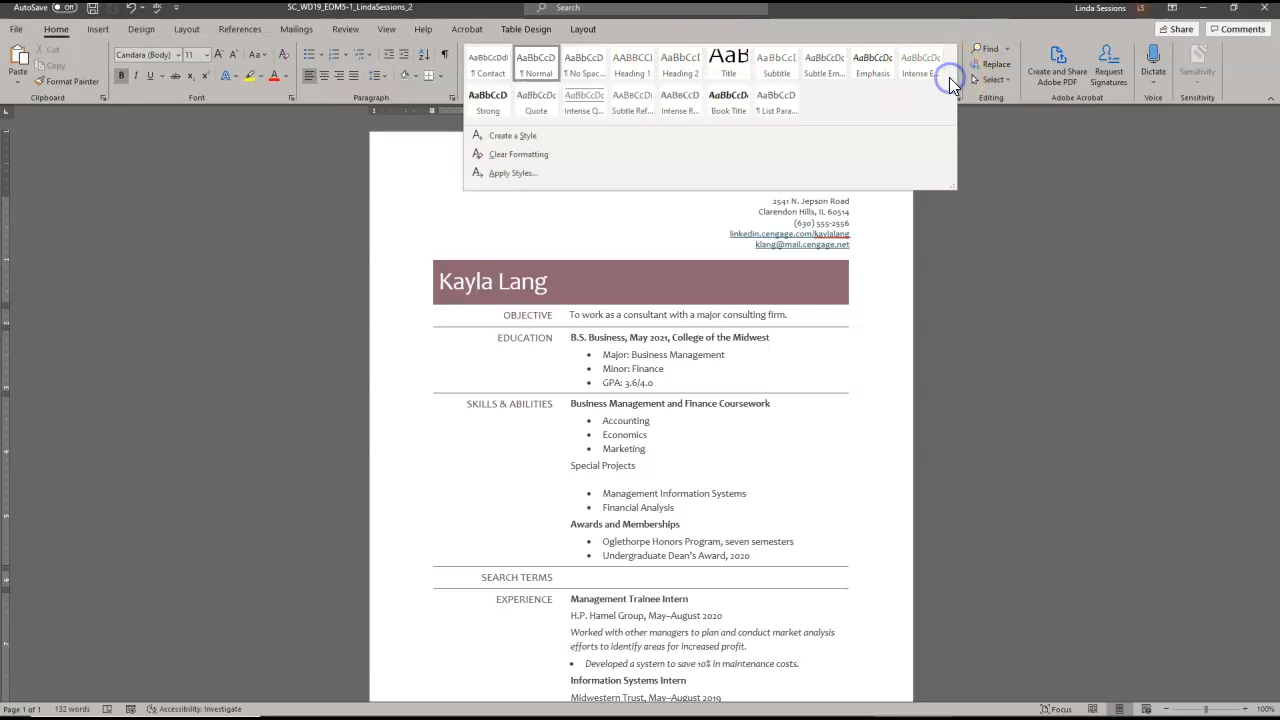 AutoSave Off SC_WD19_EOM5-1_LindaSessions_2 Search Linda Sessions LS
File Home Insert Design Layout References Mailings Review View Help Acrobat Table Design Layout Share Comments
Paste Cut Copy Format Painter
Clipboard
Candara (Body) 11
Font
Paragraph
AaBbCcDdI AaBbCcD AaBbCcD AABBCCI AaBbCcI AaB AaBbCcI AaBbCcDc AaBbCcDc AaBbCcDc
¶ Contact ¶ Normal ¶ No Spac... Heading 1 Heading 2 Title Subtitle Subtle Em... Emphasis Intense E...
AaBbCcD AaBbCcDc AaBbCcDc AaBbCcD AaBbCcD AaBbCcD AaBbCcD
Strong Quote Intense Q... Subtle Ref... Intense R... Book Title ¶ List Para...
Create a Style
Clear Formatting
Apply Styles...
Find
Replace
Select
Editing
Create and Share Adobe PDF
Request Signatures
Adobe Acrobat
Dictate
Voice
Sensitivity
Sensitivity
2541 N. Jepson Road
Clarendon Hills, IL 60514
(630) 555-2556
linkedin.cengage.com/kaylalang
klang@mail.cengage.net
Kayla Lang
OBJECTIVE To work as a consultant with a major consulting firm.
EDUCATION B.S. Business, May 2021, College of the Midwest
Major: Business Management
Minor: Finance
GPA: 3.6/4.0
SKILLS & ABILITIES Business Management and Finance Coursework
Accounting
Economics
Marketing
Special Projects
Management Information Systems
Financial Analysis
Awards and Memberships
Oglethorpe Honors Program, seven semesters
Undergraduate Dean's Award, 2020
SEARCH TERMS
EXPERIENCE Management Trainee Intern
H.P. Hamel Group, May–August 2020
Worked with other managers to plan and conduct market analysis
efforts to identify areas for increased profit.
Developed a system to save 10% in maintenance costs.
Information Systems Intern
Midwestern Trust, May–August 2019
Page 1 of 1 132 words Accessibility: Investigate Focus 100%